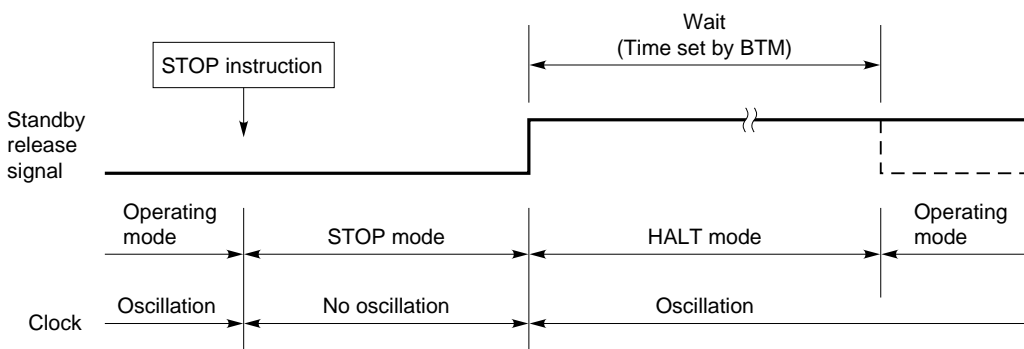 Wait
(Time set by BTM)
STOP instruction
Standby
release
signal
Operating
mode
STOP mode
HALT mode
Operating
mode
Clock
Oscillation
No oscillation
Oscillation